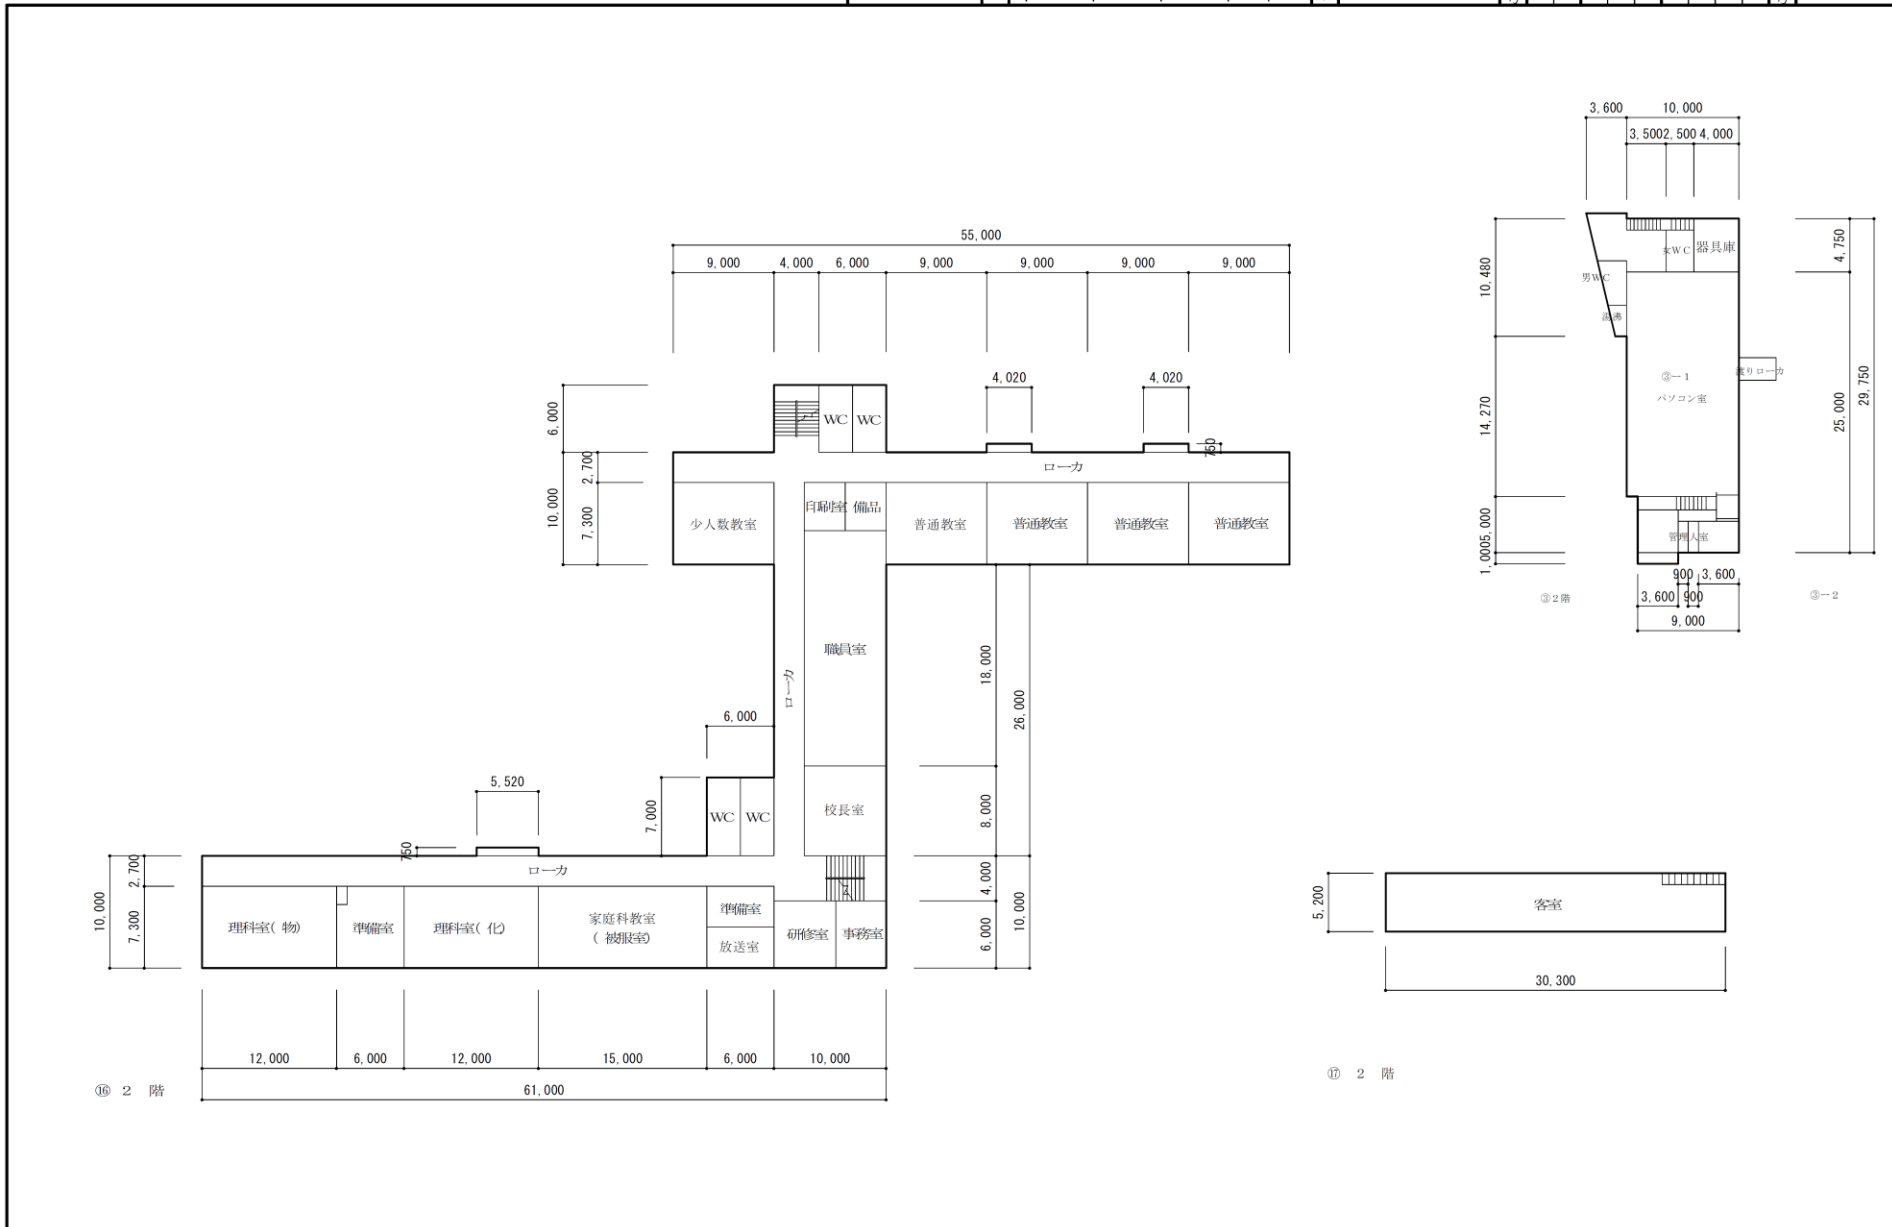 3,600
10,000
3,500
2,500
4,000
55,000
9,000
4,000
6,000
9,000
9,000
9,000
9,000
10,480
女WC
器具庫
4,750
男WC
湯沸
4,020
4,020
6,000
WC
WC
渡りローカ
③ー1
パソコン室
29,750
14,270
25,000
750
2,700
ローカ
10,000
7,300
少人数教室
印刷室
備品
普通教室
普通教室
普通教室
普通教室
5,000
1,000
管理人室
900
3,600
3,600
900
③2階
③ー2
9,000
職員室
18,000
ローカ
26,000
6,000
5,520
7,000
WC
WC
校長室
8,000
750
2,700
ローカ
4,000
10,000
7,300
10,000
6,000
理科室(物)
準備室
理科室(化)
家庭科教室
(被服室)
準備室
放送室
研修室
事務室
5,200
客室
30,300
12,000
6,000
12,000
15,000
6,000
10,000
61,000
⑯ 2 階
⑰ 2 階